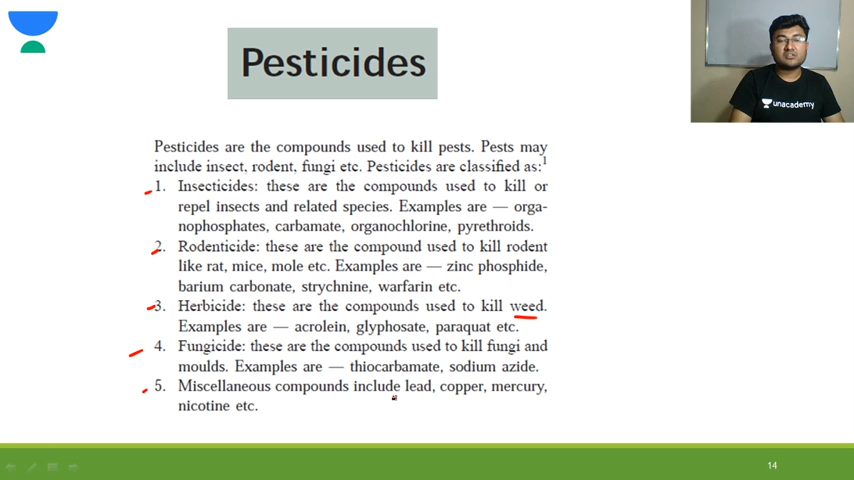 Pesticides
unacademy
Pesticides are the compounds used to kill pests. Pests may
include insect, rodent, fungi etc. Pesticides are classified as:1
1. Insecticides: these are the compounds used to kill or
repel insects and related species. Examples are — orga-
nophosphates, carbamate, organochlorine, pyrethroids.
2. Rodenticide: these are the compound used to kill rodent
like rat, mice, mole etc. Examples are — zinc phosphide,
barium carbonate, strychnine, warfarin etc.
3. Herbicide: these are the compounds used to kill weed.
Examples are — acrolein, glyphosate, paraquat etc.
4. Fungicide: these are the compounds used to kill fungi and
moulds. Examples are — thiocarbamate, sodium azide.
5. Miscellaneous compounds include lead, copper, mercury,
nicotine etc.
14